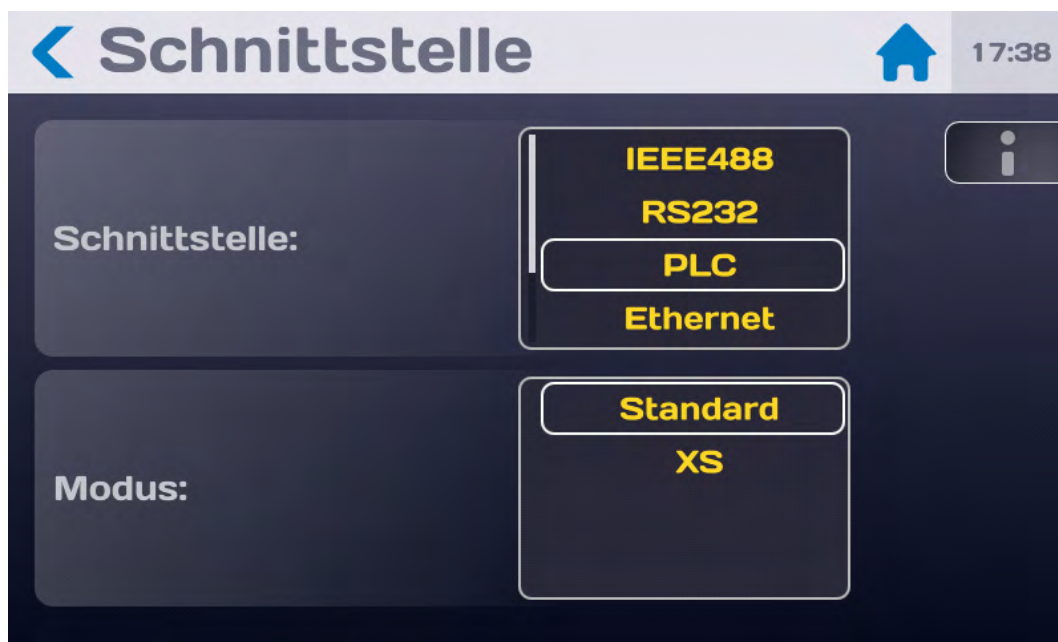 Schnittstelle
17:38
Schnittstelle:
IEEE488
RS232
PLC
Ethernet
Modus:
Standard
XS